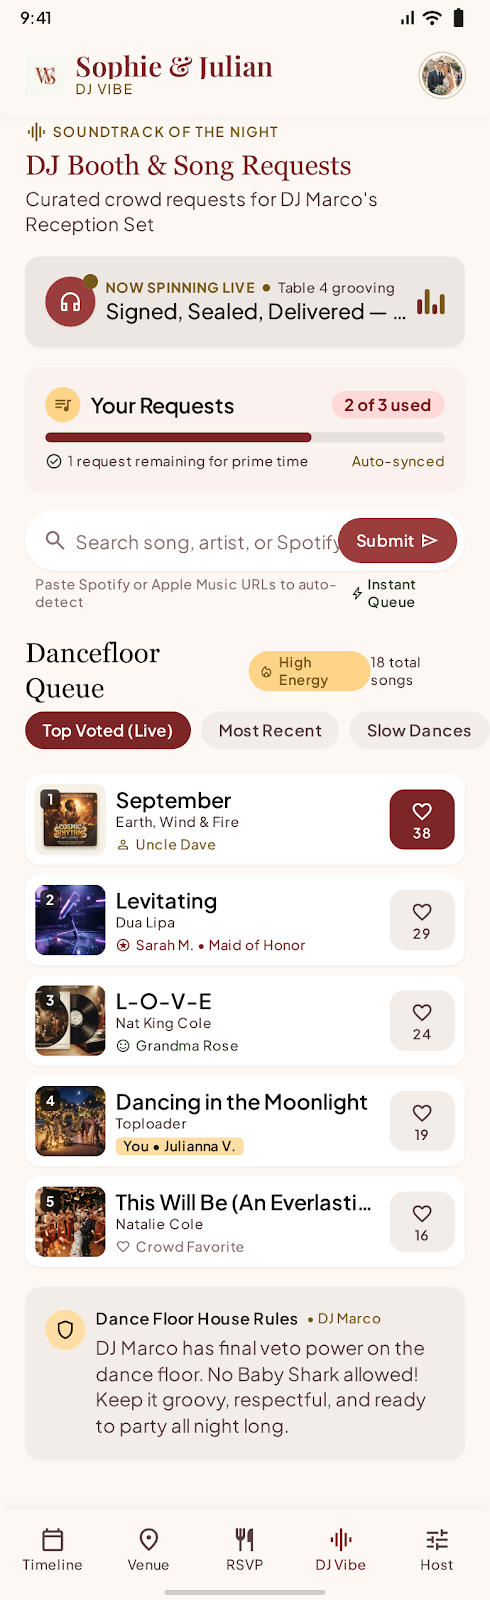 9:41
Sophie & Julian
DJ VIBE
SOUNDTRACK OF THE NIGHT
DJ Booth & Song Requests
Curated crowd requests for DJ Marco's
Reception Set
NOW SPINNING LIVE • Table 4 grooving
Signed, Sealed, Delivered — ...
Your Requests
2 of 3 used
1 request remaining for prime time
Auto-synced
Search song, artist, or Spotify
Submit
Paste Spotify or Apple Music URLs to auto-
detect
Instant
Queue
Dancefloor
Queue
High
Energy
18 total
songs
Top Voted (Live)
Most Recent
Slow Dances
1
COSMIC
RHYTHM
September
Earth, Wind & Fire
Uncle Dave
38
2
Levitating
Dua Lipa
Sarah M. • Maid of Honor
29
3
L-O-V-E
Nat King Cole
Grandma Rose
24
4
Dancing in the Moonlight
Toploader
You • Julianna V.
19
5
This Will Be (An Everlasti...
Natalie Cole
Crowd Favorite
16
Dance Floor House Rules • DJ Marco
DJ Marco has final veto power on the
dance floor. No Baby Shark allowed!
Keep it groovy, respectful, and ready
to party all night long.
Timeline
Venue
RSVP
DJ Vibe
Host